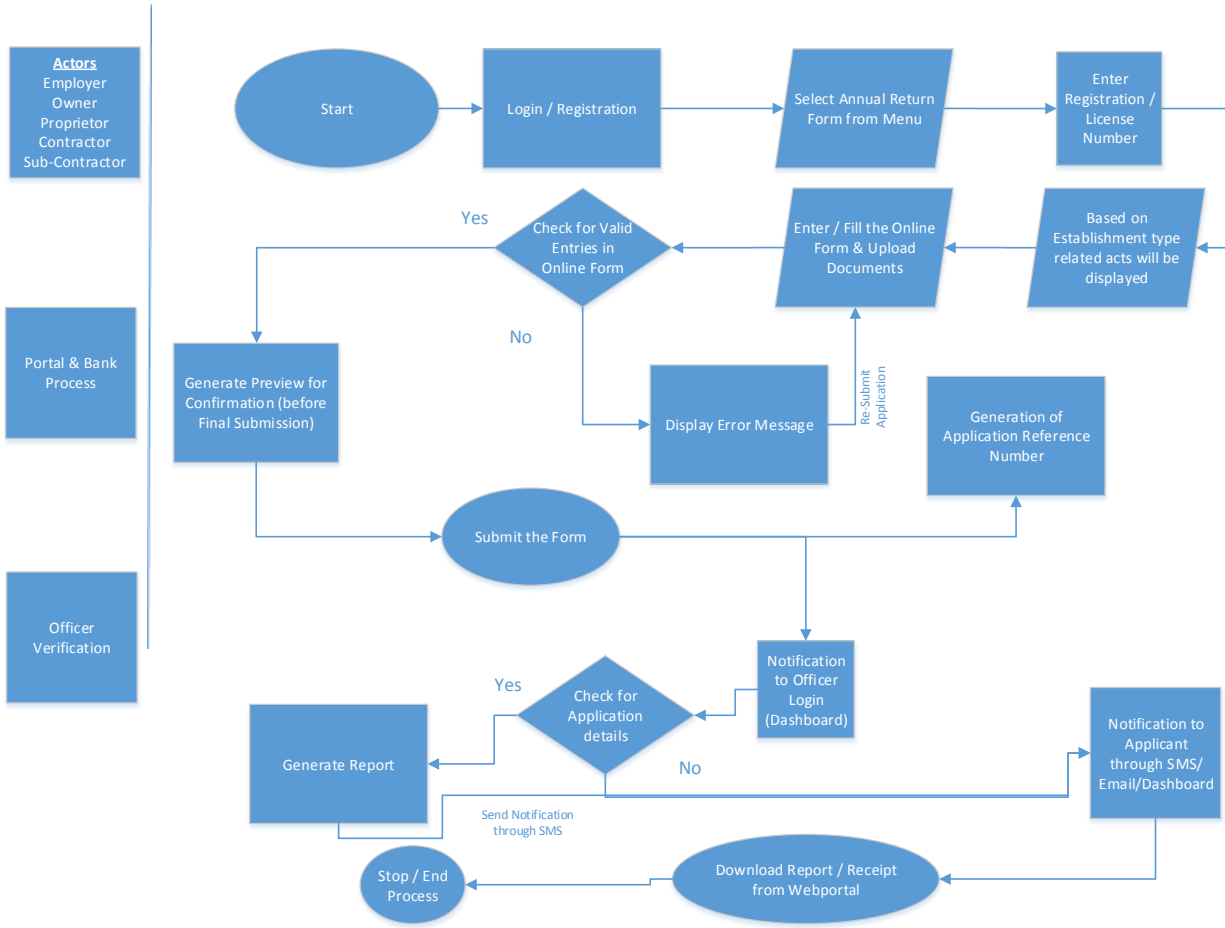 Actors
Employer
Owner
Proprietor
Contractor
Sub-Contractor
Start
Login / Registration
Select Annual Return
Form from Menu
Enter
Registration /
License
Number
Yes
Check for Valid
Entries in
Online Form
Enter / Fill the Online
Form & Upload
Documents
Based on
Establishment type
related acts will be
displayed
Portal & Bank
Process
Generate Preview for
Confirmation (before
Final Submission)
No
Display Error Message
Re-Submit
Application
Generation of
Application Reference
Number
Submit the Form
Officer
Verification
Yes
Check for
Application
details
Notification
to Officer
Login
(Dashboard)
Generate Report
No
Notification to
Applicant
through SMS/
Email/Dashboard
Send Notification
through SMS
Stop / End
Process
Download Report / Receipt
from Webportal